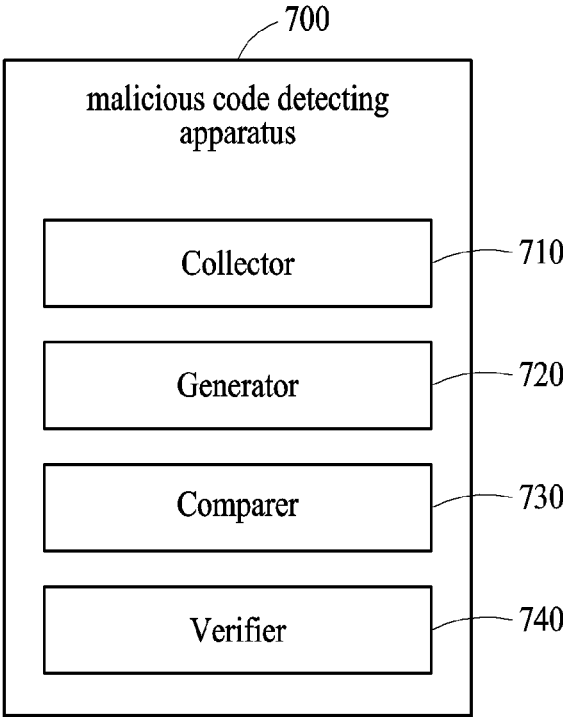 700
malicious code detecting
apparatus
Collector
710
Generator
720
Comparer
730
Verifier
740